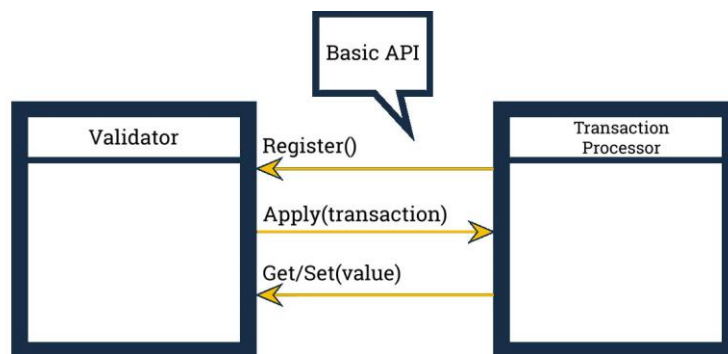 Basic API
Validator
Transaction
Processor
Register()
Apply(transaction)
Get/Set(value)